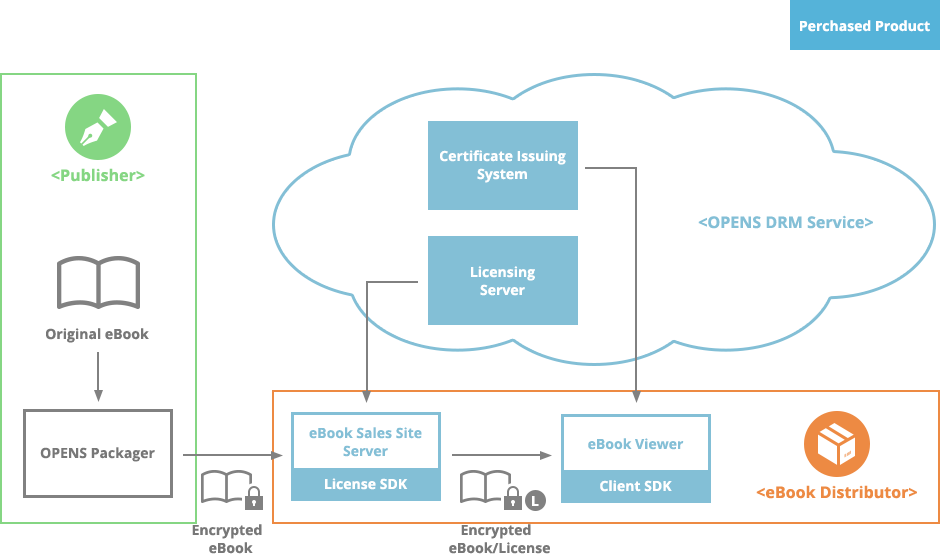 Perchased Product
<Publisher>
Original eBook
OPENS Packager
Certificate Issuing
System
<OPENS DRM Service>
Licensing
Server
eBook Sales Site
Server
License SDK
eBook Viewer
Client SDK
<eBook Distributor>
L
Encrypted
eBook
Encrypted
eBook/License